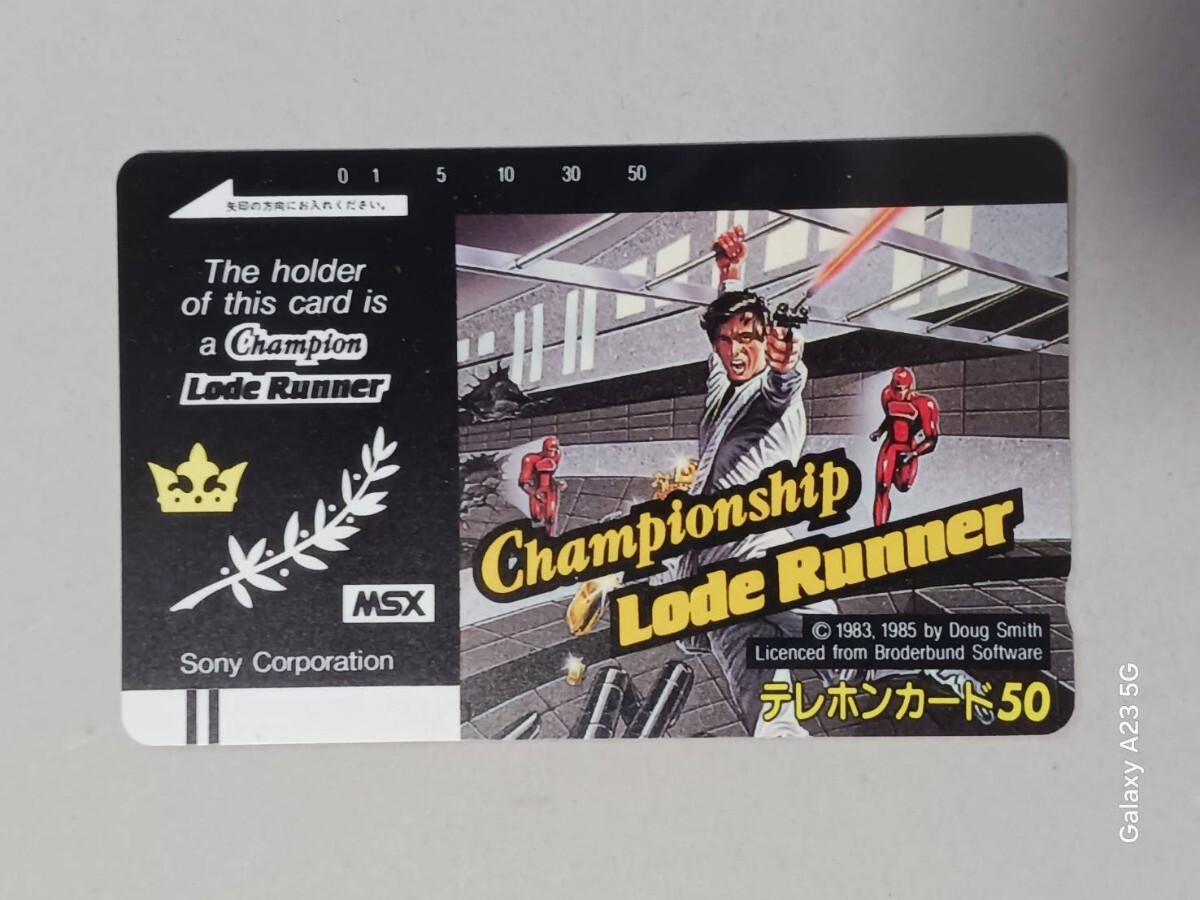 0 1 5 10 30 50
矢印の方向にお入れください。
The holder
of this card is
a Champion
Lode Runner
MSX
Sony Corporation
Championship
Lode Runner
© 1983, 1985 by Doug Smith
Licenced from Broderbund Software
テレホンカード50
Galaxy A23 5G